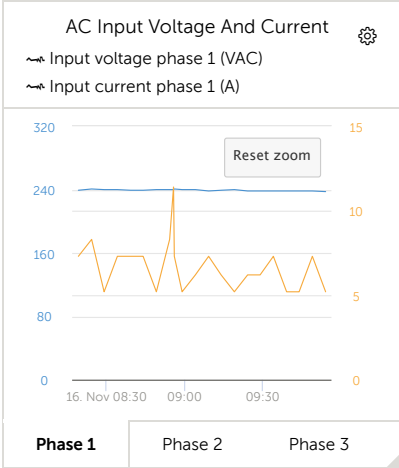 AC Input Voltage And Current
Input voltage phase 1 (VAC)
Input current phase 1 (A)
320 15
Reset zoom
240
10
160
5
80
0 0
16. Nov 08:30 09:00 09:30
Phase 1 Phase 2 Phase 3